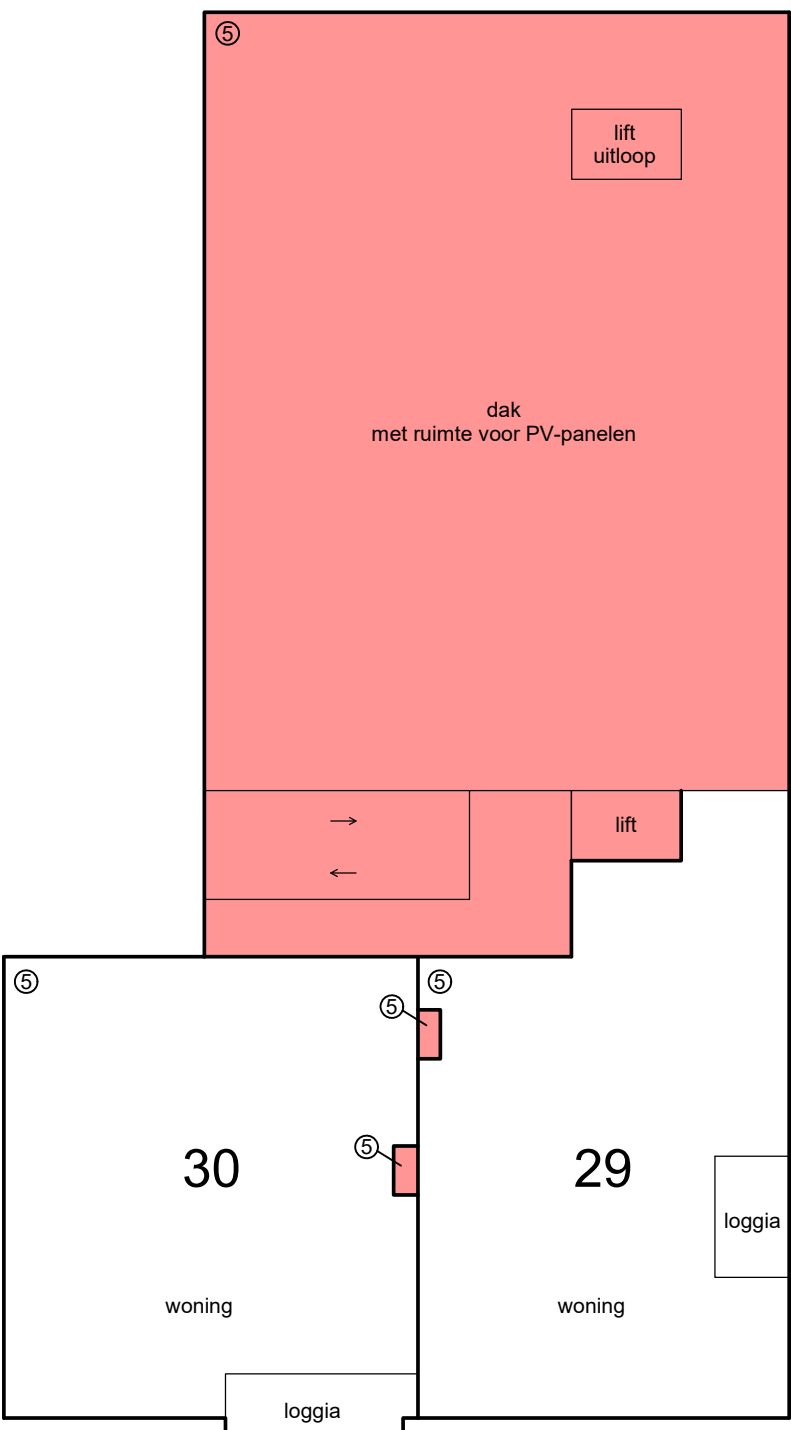 ⑤
lift
uitloop
dak
met ruimte voor PV-panelen
lift
⑤
⑤
⑤
⑤
30
29
loggia
woning
woning
loggia